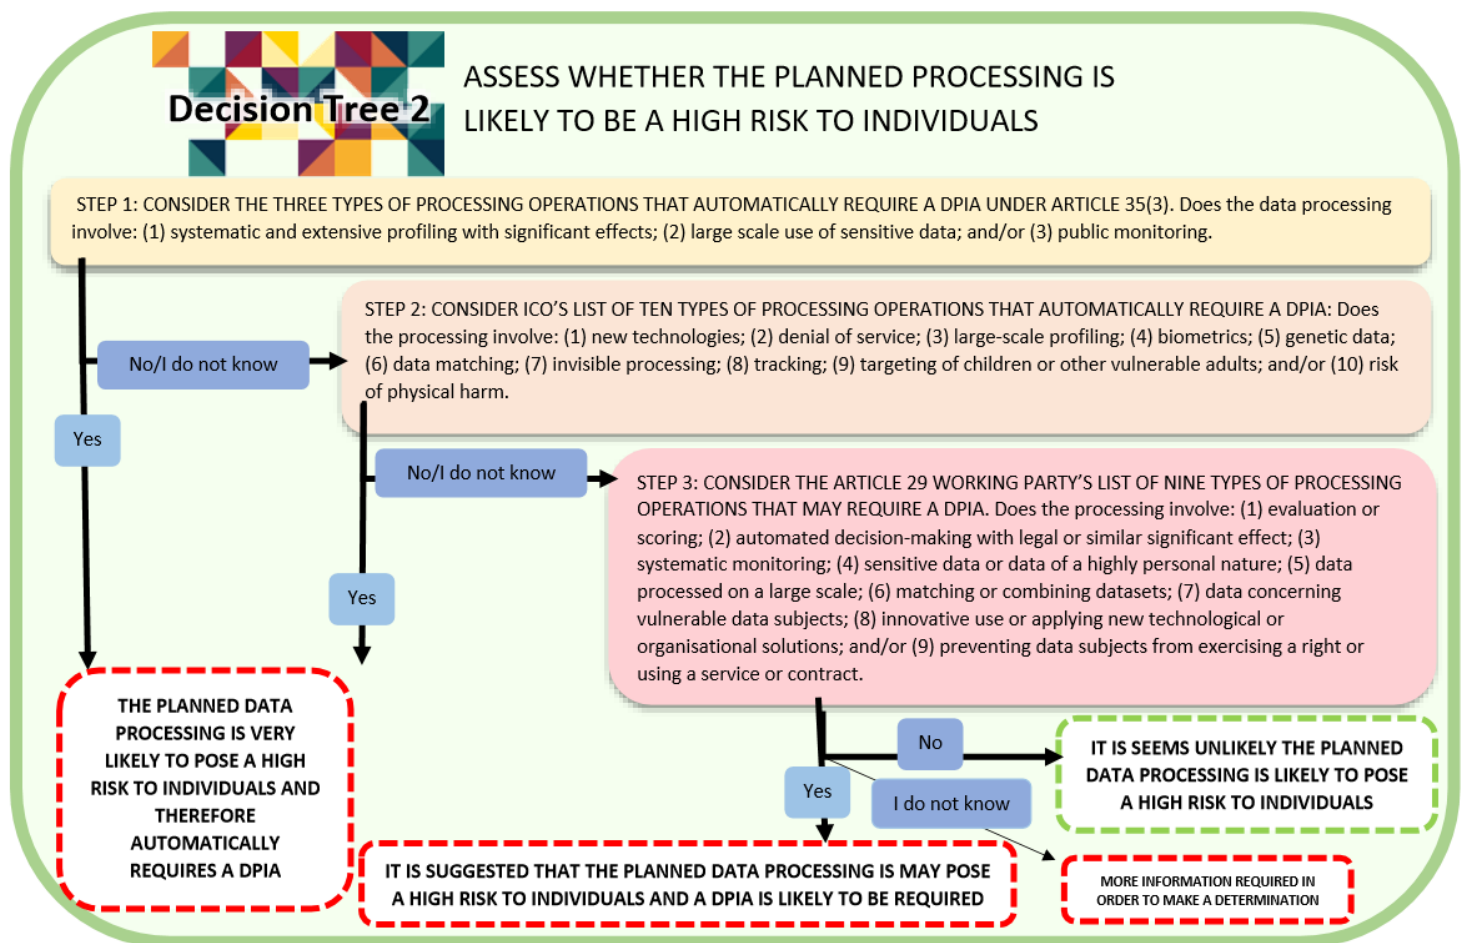 Decision Tree 2
ASSESS WHETHER THE PLANNED PROCESSING IS
LIKELY TO BE A HIGH RISK TO INDIVIDUALS
STEP 1: CONSIDER THE THREE TYPES OF PROCESSING OPERATIONS THAT AUTOMATICALLY REQUIRE A DPIA UNDER ARTICLE 35(3). Does the data processing
involve: (1) systematic and extensive profiling with significant effects; (2) large scale use of sensitive data; and/or (3) public monitoring.
STEP 2: CONSIDER ICO’S LIST OF TEN TYPES OF PROCESSING OPERATIONS THAT AUTOMATICALLY REQUIRE A DPIA: Does
the processing involve: (1) new technologies; (2) denial of service; (3) large-scale profiling; (4) biometrics; (5) genetic data;
(6) data matching; (7) invisible processing; (8) tracking; (9) targeting of children or other vulnerable adults; and/or (10) risk
of physical harm.
No/I do not know
Yes
No/I do not know
STEP 3: CONSIDER THE ARTICLE 29 WORKING PARTY’S LIST OF NINE TYPES OF PROCESSING
OPERATIONS THAT MAY REQUIRE A DPIA. Does the processing involve: (1) evaluation or
scoring; (2) automated decision-making with legal or similar significant effect; (3)
systematic monitoring; (4) sensitive data or data of a highly personal nature; (5) data
processed on a large scale; (6) matching or combining datasets; (7) data concerning
vulnerable data subjects; (8) innovative use or applying new technological or
organisational solutions; and/or (9) preventing data subjects from exercising a right or
using a service or contract.
Yes
THE PLANNED DATA
PROCESSING IS VERY
LIKELY TO POSE A HIGH
RISK TO INDIVIDUALS AND
THEREFORE
AUTOMATICALLY
REQUIRES A DPIA
No
IT IS SEEMS UNLIKELY THE PLANNED
DATA PROCESSING IS LIKELY TO POSE
A HIGH RISK TO INDIVIDUALS
Yes
I do not know
IT IS SUGGESTED THAT THE PLANNED DATA PROCESSING IS MAY POSE
A HIGH RISK TO INDIVIDUALS AND A DPIA IS LIKELY TO BE REQUIRED
MORE INFORMATION REQUIRED IN
ORDER TO MAKE A DETERMINATION